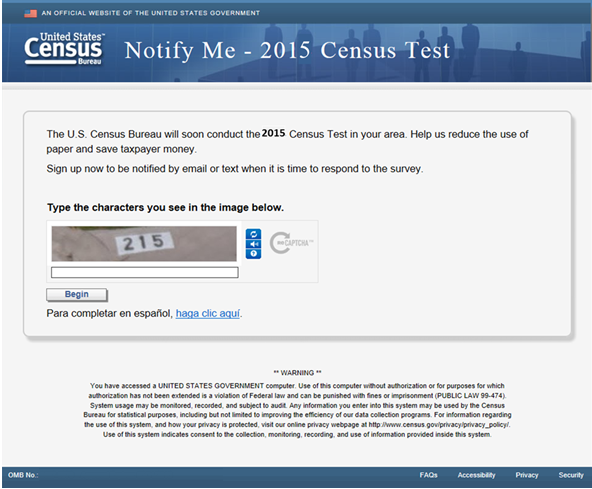 AN OFFICIAL WEBSITE OF THE UNITED STATES GOVERNMENT
United States™
Census
Bureau
Notify Me - 2015 Census Test
The U.S. Census Bureau will soon conduct the 2015 Census Test in your area. Help us reduce the use of
paper and save taxpayer money.
Sign up now to be notified by email or text when it is time to respond to the survey.
Type the characters you see in the image below.
215
reCAPTCHA™
Begin
Para completar en español, haga clic aquí.
** WARNING **
You have accessed a UNITED STATES GOVERNMENT computer. Use of this computer without authorization or for purposes for which
authorization has not been extended is a violation of Federal law and can be punished with fines or imprisonment (PUBLIC LAW 99-474).
System usage may be monitored, recorded, and subject to audit. Any information you enter into this system may be used by the Census
Bureau for statistical purposes, including but not limited to improving the efficiency of our data collection programs. For information regarding
the use of this system, and how your privacy is protected, visit our online privacy webpage at http://www.census.gov/privacy/privacy_policy/.
Use of this system indicates consent to the collection, monitoring, recording, and use of information provided inside this system.
OMB No.:
FAQs Accessibility Privacy Security